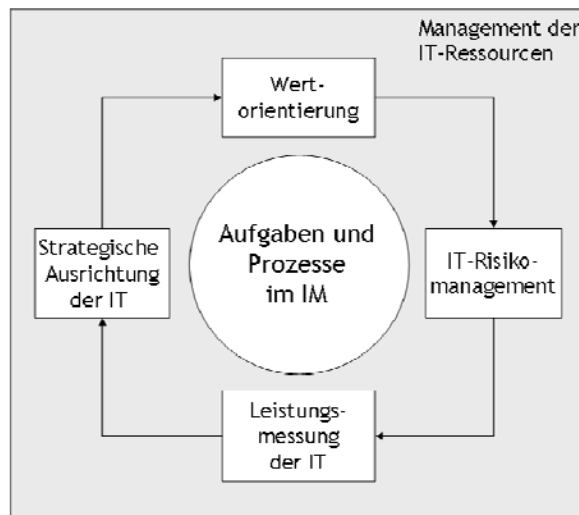 Management der
IT-Ressourcen
Wert-
orientierung
Strategische
Ausrichtung
der IT
Aufgaben und
Prozesse
im IM
IT-Risiko-
management
Leistungs-
messung
der IT